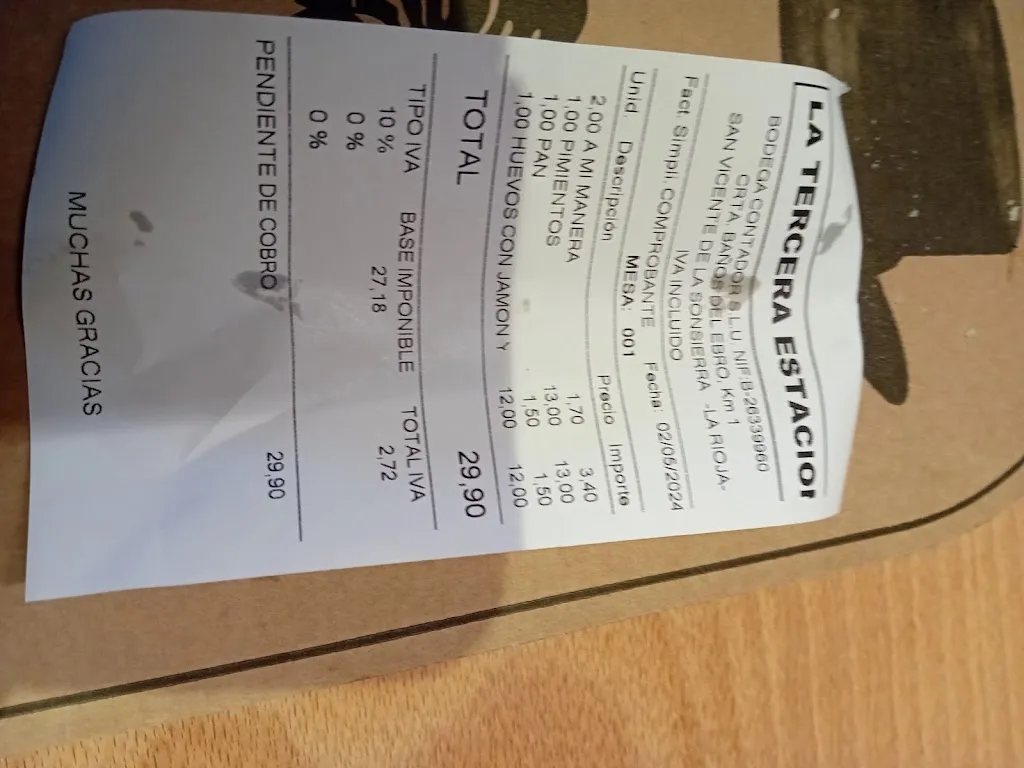 LA TERCERA ESTACION
BODEGA CONTADOR S.L.U. NIF:B-26339960
CRTA. BAÑOS DEL EBRO, Km 1
SAN VICENTE DE LA SONSIERRA -LA RIOJA-
IVA INCLUIDO
Fact. Simpli. COMPROBANTE Fecha: 02/05/2024
MESA: 001
Unid. Descripción Precio Importe
2,00 A MI MANERA 1,70 3,40
1,00 PIMIENTOS 13,00 13,00
1,00 PAN 1,50 1,50
1,00 HUEVOS CON JAMON Y 12,00 12,00
TOTAL 29,90
TIPO IVA BASE IMPONIBLE TOTAL IVA
10 % 27,18 2,72
0 %
0 %
PENDIENTE DE COBRO 29,90
MUCHAS GRACIAS